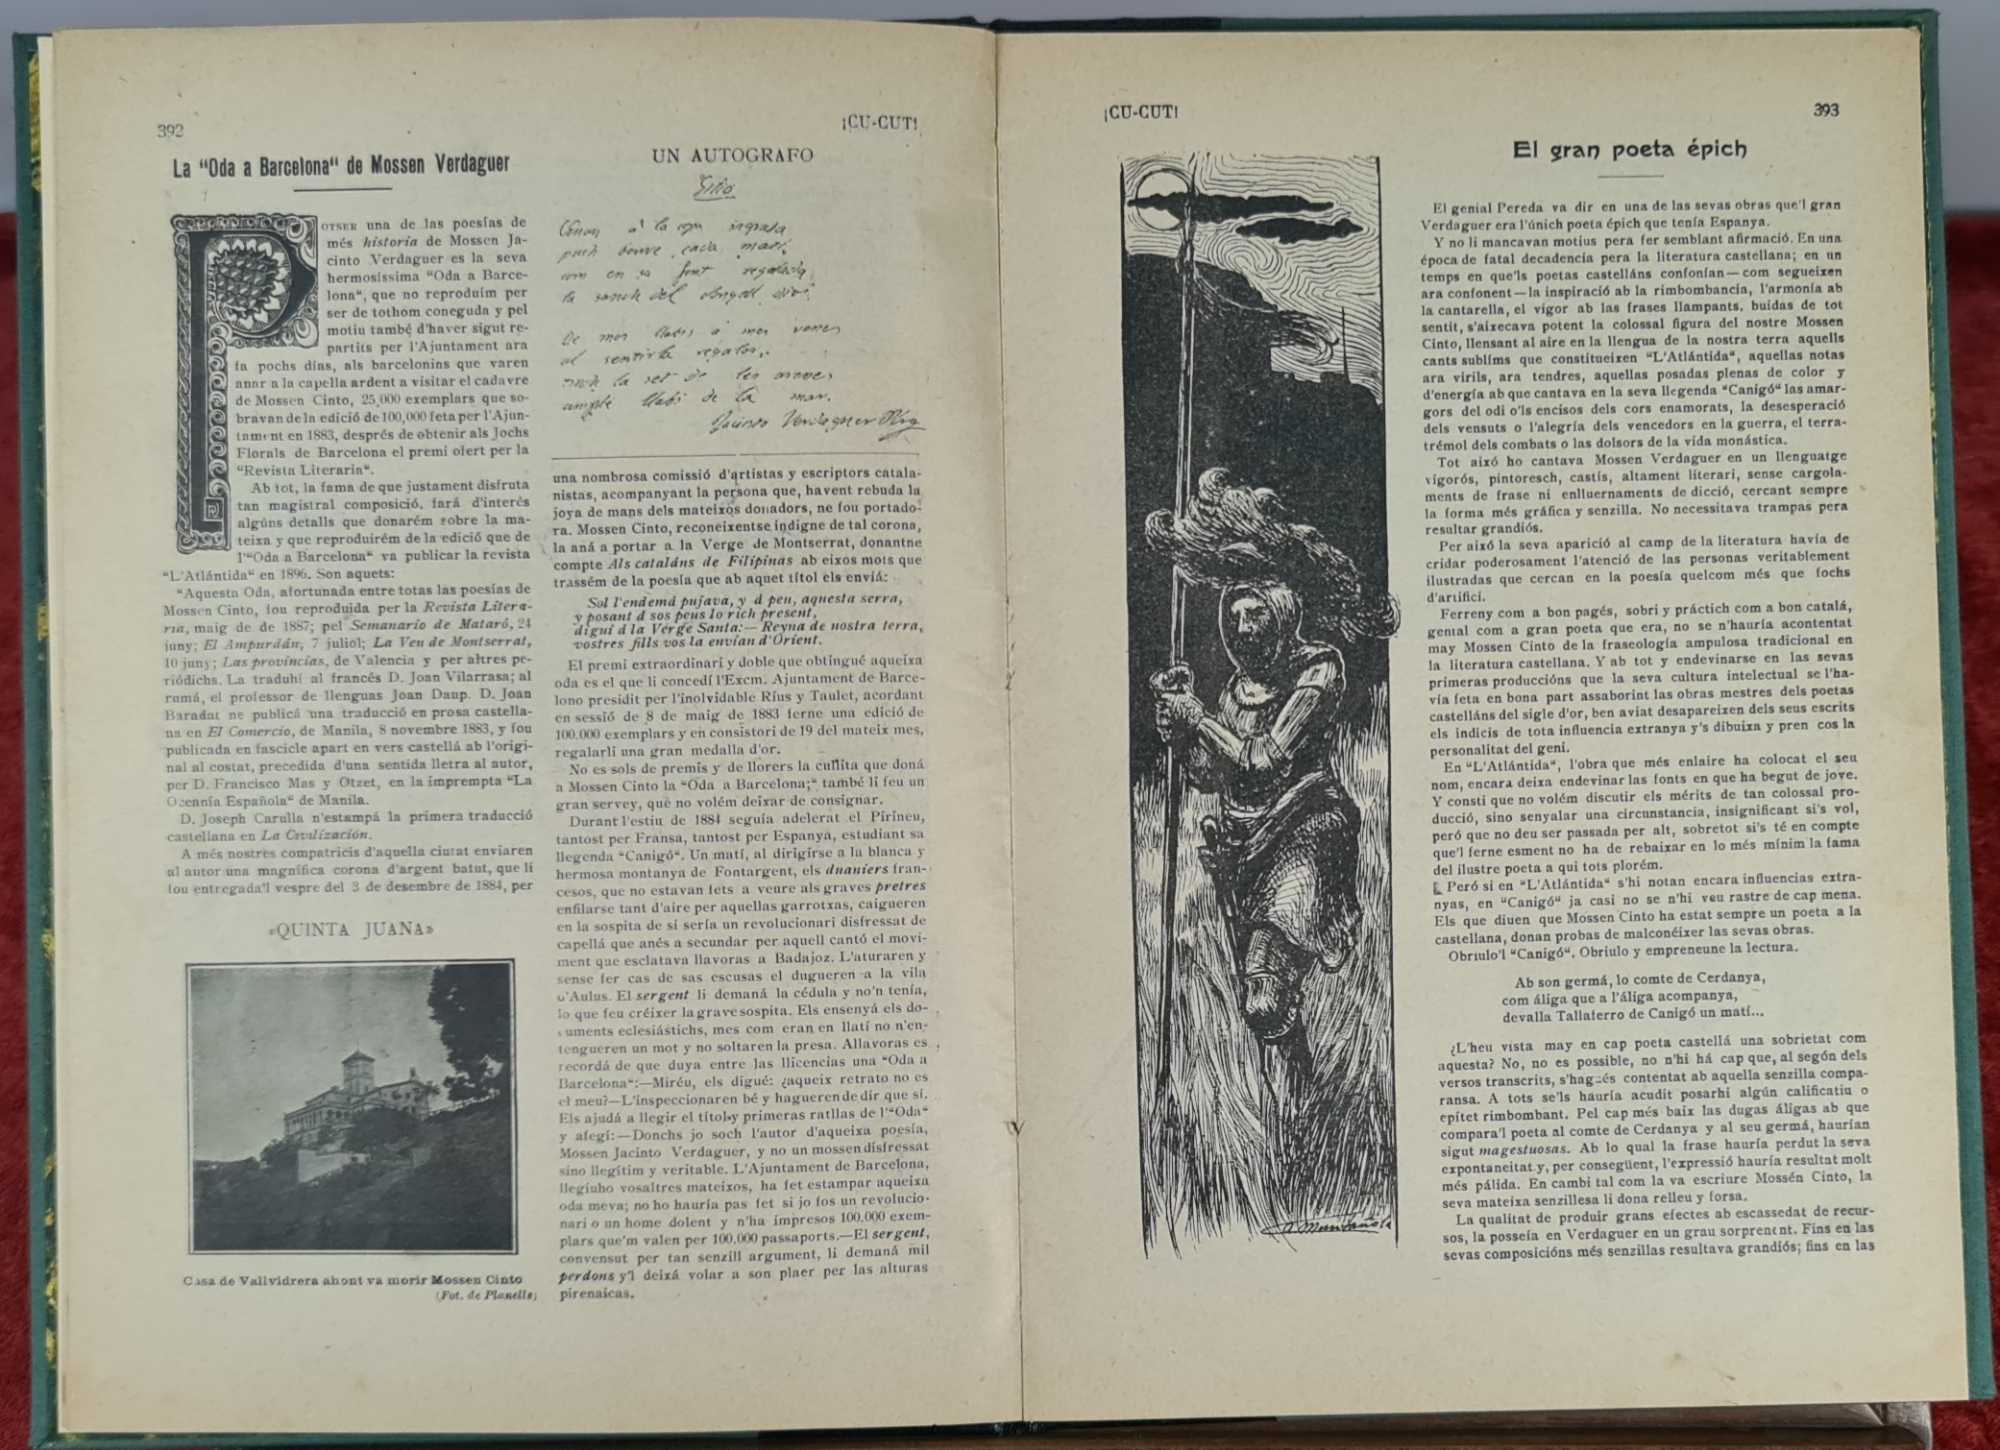 392
¡CU-CUT!
La "Oda a Barcelona" de Mossen Verdaguer
POTSER una de las poesías de
més historia de Mossen Ja-
cinto Verdaguer es la seva
hermosíssima "Oda a Barce-
lona", que no reproduím per
ser de tothom coneguda y pel
motiu també d'haver sigut re-
partits per l'Ajuntament ara
fa pochs días, als barcelonins que varen
anar a la capella ardent a visitar el cadavre
de Mossen Cinto, 25,000 exemplars que so-
bravan de la edició de 100,000 feta per l'Ajun-
tament en 1883, després de obtenir als Jochs
Florals de Barcelona el premi ofert per la
"Revista Literaria".
Ab tot, la fama de que justament disfruta
tan magistral composició, fará d'interés
algúns detalls que donarém sobre la ma-
teixa y que reproduirém de la edició que de
l'"Oda a Barcelona" va publicar la revista
"L'Atlántida" en 1896. Son aquets:
"Aquesta Oda, afortunada entre totas las poesías de
Mossen Cinto, fou reproduida per la Revista Litera-
ria, maig de de 1887; pel Semanario de Mataró, 24
juny; El Ampurdán, 7 juliol; La Veu de Montserrat,
10 juny; Las provincias, de Valencia y per altres pe-
riódichs. La traduhí al francés D. Joan Vilarrasa; al
rumá, el professor de llenguas Joan Daup. D. Joan
Baradat ne publicá una traducció en prosa castella-
na en El Comercio, de Manila, 8 novembre 1883, y fou
publicada en fascicle apart en vers castellá ab l'origi-
nal al costat, precedida d'una sentida lletra al autor,
per D. Francisco Mas y Otzet, en la imprempta "La
Oceanía Española" de Manila.
D. Joseph Carulla n'estampá la primera traducció
castellana en La Civilización.
A més nostres compatricis d'aquella ciutat enviaren
al autor una magnífica corona d'argent batut, que li
fou entregada'l vespre del 3 de desembre de 1884, per
«QUINTA JUANA»
Casa de Vallvidrera ahont va morir Mossen Cinto
(Fot. de Planells)
UN AUTOGRAFO
Sitio
ingrata
cada
com en sa font regalada
la sanch del
De mos llabis á mes venes
al sentirla
la set de les arenes
ample llabi de la mar.
Jacinto Verdaguer Pbre
una nombrosa comissió d'artistas y escriptors catala-
nistas, acompanyant la persona que, havent rebuda la
joya de mans dels mateixos donadors, ne fou portado-
ra. Mossen Cinto, reconeixentse indigne de tal corona,
la aná a portar a la Verge de Montserrat, donantne
compte Als cataláns de Filipinas ab eixos mots que
trassém de la poesía que ab aquet títol els enviá:
Sol l'endemá pujava, y á peu, aquesta serra,
y posant á sos peus lo rich present,
diguí á la Verge Santa:— Reyna de nostra terra,
vostres fills vos la envían d'Orient.
El premi extraordinari y doble que obtingué aqueixa
oda es el que li concedí l'Excm. Ajuntament de Barce-
lona presidit per l'inolvidable Ríus y Taulet, acordant
en sessió de 8 de maig de 1883 ferne una edició de
100.000 exemplars y en consistori de 19 del mateix mes,
regalarli una gran medalla d'or.
No es sols de premis y de llorers la cullita que doná
a Mossen Cinto la "Oda a Barcelona;" també li feu un
gran servey, que no volém deixar de consignar.
Durant l'estiu de 1884 seguía adelerat el Pirineu,
tantost per Fransa, tantost per Espanya, estudiant sa
llegenda "Canigó". Un matí, al dirigirse a la blanca y
hermosa montanya de Fontargent, els duaniers fran-
cesos, que no estavan fets a veure als graves pretres
enfilarse tant d'aire per aquellas garrotxas, caigueren
en la sospita de si sería un revolucionari disfressat de
capellá que anés a secundar per aquell cantó el movi-
ment que esclatava llavoras a Badajoz. L'aturaren y
sense fer cas de sas escusas el dugueren a la vila
d'Aulus. El sergent li demaná la cédula y no'n tenía,
lo que feu créixer la grave sospita. Els ensenyá els do-
cuments eclesiástichs, mes com eran en llatí no n'en-
tengueren un mot y no soltaren la presa. Allavoras es
recordá de que duya entre las llicencias una "Oda a
Barcelona":—Miréu, els digué: ¿aqueix retrato no es
el meu?—L'inspeccionaren bé y hagueren de dir que sí.
Els ajudá a llegir el títol y primeras ratllas de l'"Oda"
y afegí:—Donchs jo soch l'autor d'aqueixa poesía,
Mossen Jacinto Verdaguer, y no un mossen disfressat
sino llegítim y veritable. L'Ajuntament de Barcelona,
llegiuho vosaltres mateixos, ha fet estampar aqueixa
oda meva; no ho hauría pas fet si jo fos un revolucio-
nari o un home dolent y n'ha impresos 100.000 exem-
plars que'm valen per 100.000 passaports.—El sergent,
convensut per tan senzill argument, li demaná mil
perdons y'l deixá volar a son plaer per las alturas
pirenaicas.
¡CU-CUT!
393
A. Muntanola
El gran poeta épich
El genial Pereda va dir en una de las sevas obras que'l gran
Verdaguer era l'únich poeta épich que tenía Espanya.
Y no li mancavan motius pera fer semblant afirmació. En una
época de fatal decadencia pera la literatura castellana; en un
temps en que'ls poetas castelláns confonían—com segueixen
ara confonent—la inspiració ab la rimbombancia, l'armonía ab
la cantarella, el vigor ab las frases llampants, buidas de tot
sentit, s'aixecava potent la colossal figura del nostre Mossen
Cinto, llensant al aire en la llengua de la nostra terra aquells
cants sublims que constitueixen "L'Atlántida", aquellas notas
ara virils, ara tendres, aquellas posadas plenas de color y
d'energía ab que cantava en la seva llegenda "Canigó" las amar-
gors del odi o'ls encisos dels cors enamorats, la desesperació
dels vensuts o l'alegría dels vencedors en la guerra, el terra-
trémol dels combats o las dolsors de la vida monástica.
Tot aixó ho cantava Mossen Verdaguer en un llenguatge
vigorós, pintoresch, castís, altament literari, sense cargola-
ments de frase ni enlluernaments de dicció, cercant sempre
la forma més gráfica y senzilla. No necessitava trampas pera
resultar grandiós.
Per aixó la seva aparició al camp de la literatura havía de
cridar poderosament l'atenció de las personas veritablement
ilustradas que cercan en la poesía quelcom més que fochs
d'artifici.
Ferreny com a bon pagés, sobri y práctich com a bon catalá,
genial com a gran poeta que era, no se n'hauría acontentat
may Mossen Cinto de la fraseología ampulosa tradicional en
la literatura castellana. Y ab tot y endevinarse en las sevas
primeras produccións que la seva cultura intelectual se l'ha-
vía feta en bona part assaborint las obras mestres dels poetas
castelláns del sigle d'or, ben aviat desapareixen dels seus escrits
els indicis de tota influencia extranya y's dibuixa y pren cos la
personalitat del geni.
En "L'Atlántida", l'obra que més enlaire ha colocat el seu
nom, encara deixa endevinar las fonts en que ha begut de jove.
Y consti que no volém discutir els mérits de tan colossal pro-
ducció, sino senyalar una circunstancia, insignificant si's vol,
peró que no deu ser passada per alt, sobretot si's té en compte
que'l ferne esment no ha de rebaixar en lo més mínim la fama
del ilustre poeta a qui tots plorém.
Peró si en "L'Atlántida" s'hi notan encara influencias extra-
nyas, en "Canigó" ja casi no se n'hi veu rastre de cap mena.
Els que diuen que Mossen Cinto ha estat sempre un poeta a la
castellana, donan probas de malconéixer las sevas obras.
Obriulo'l "Canigó". Obriulo y empreneune la lectura.
Ab son germá, lo comte de Cerdanya,
com áliga que a l'áliga acompanya,
devalla Tallaferro de Canigó un matí...
¿L'heu vista may en cap poeta castellá una sobrietat com
aquesta? No, no es possible, no n'hi há cap que, al segón dels
versos transcrits, s'hagués contentat ab aquella senzilla compa-
ransa. A tots se'ls hauría acudit posarhi algún calificatiu o
epítet rimbombant. Pel cap més baix las dugas áligas ab que
compara'l poeta al comte de Cerdanya y al seu germá, haurían
sigut magestuosas. Ab lo qual la frase hauría perdut la seva
expontaneitat y, per consegüent, l'expressió hauría resultat molt
més pálida. En cambi tal com la va escriure Mossén Cinto, la
seva mateixa senzillesa li dona relleu y forsa.
La qualitat de produir grans efectes ab escassedat de recur-
sos, la posseía en Verdaguer en un grau sorprenent. Fins en las
sevas composicións més senzillas resultava grandiós; fins en las